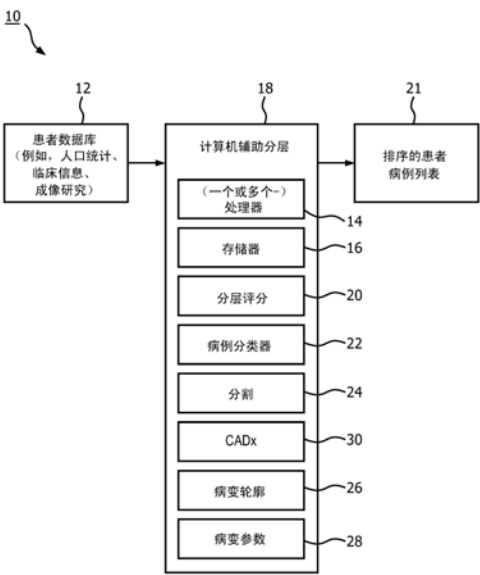 10
12
18
21
患者数据库
（例如，人口统计、
临床信息、
成像研究）
计算机辅助分层
排序的患者
病例列表
（一个或多个-）
处理器
14
存储器
16
分层评分
20
病例分类器
22
分割
24
CADx
30
病变轮廓
26
病变参数
28